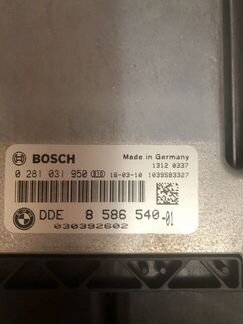 BOSCH Made in Germany
1312 0337
0 281 031 950 16-03-10 1039S83327
DDE 8 586 540-01
030392602